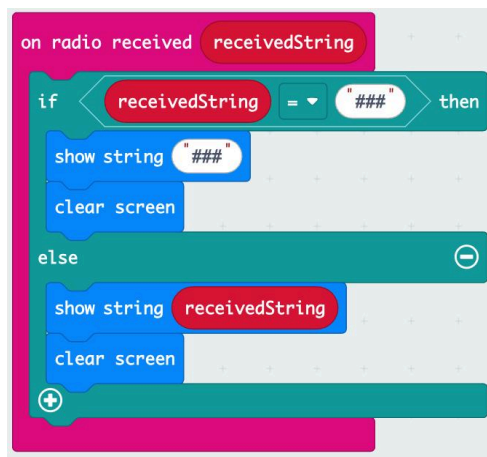 on radio received receivedString
if receivedString = "###" then
show string "###"
clear screen
else
show string receivedString
clear screen